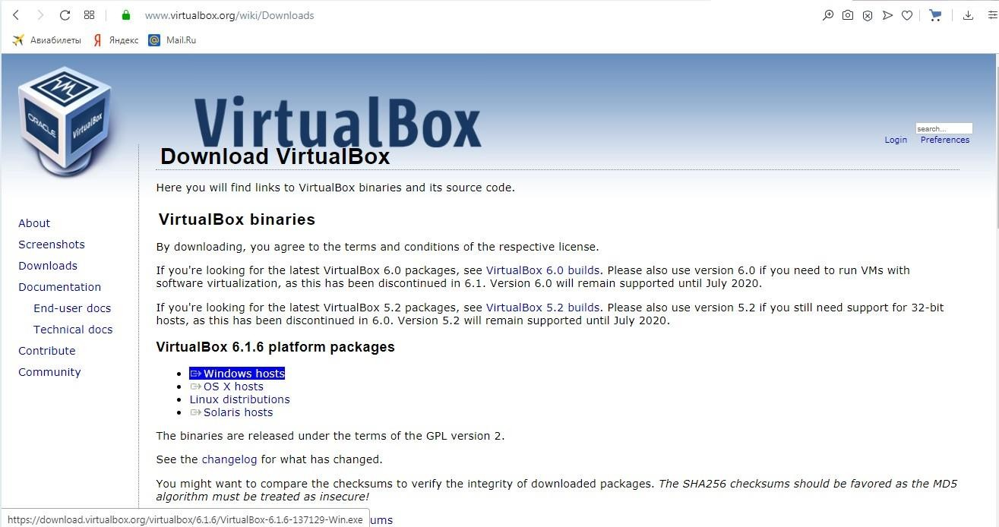 www.virtualbox.org/wiki/Downloads
Авиабилеты Яндекс Mail.Ru
ORACLE
VirtualBox
VirtualBox
search...
Login Preferences
Download VirtualBox
Here you will find links to VirtualBox binaries and its source code.
About
Screenshots
Downloads
Documentation
End-user docs
Technical docs
Contribute
Community
VirtualBox binaries
By downloading, you agree to the terms and conditions of the respective license.
If you're looking for the latest VirtualBox 6.0 packages, see VirtualBox 6.0 builds. Please also use version 6.0 if you need to run VMs with
software virtualization, as this has been discontinued in 6.1. Version 6.0 will remain supported until July 2020.
If you're looking for the latest VirtualBox 5.2 packages, see VirtualBox 5.2 builds. Please also use version 5.2 if you still need support for 32-bit
hosts, as this has been discontinued in 6.0. Version 5.2 will remain supported until July 2020.
VirtualBox 6.1.6 platform packages
Windows hosts
OS X hosts
Linux distributions
Solaris hosts
The binaries are released under the terms of the GPL version 2.
See the changelog for what has changed.
You might want to compare the checksums to verify the integrity of downloaded packages. The SHA256 checksums should be favored as the MD5
algorithm must be treated as insecure!
https://download.virtualbox.org/virtualbox/6.1.6/VirtualBox-6.1.6-137129-Win.exe ums